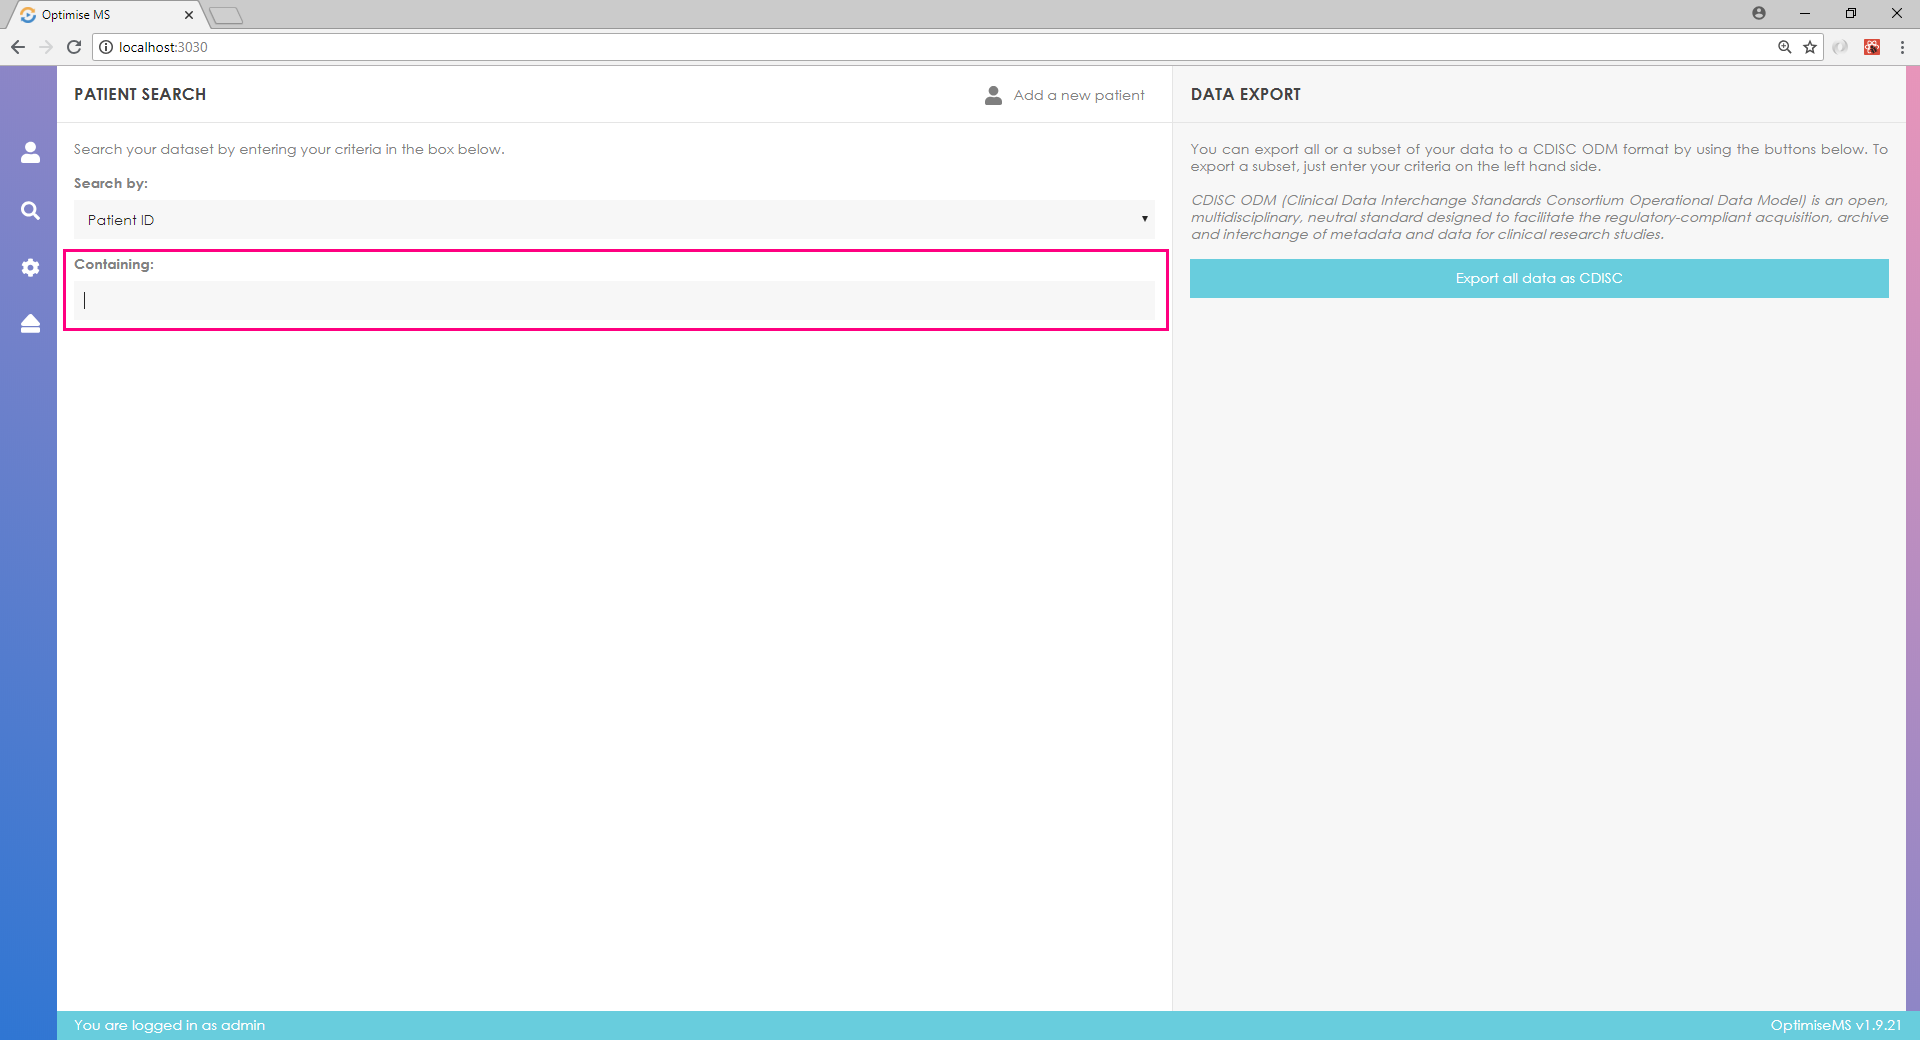 Optimise MS
localhost:3030
PATIENT SEARCH
Add a new patient
Search your dataset by entering your criteria in the box below.
Search by:
Patient ID
Containing:
DATA EXPORT
You can export all or a subset of your data to a CDISC ODM format by using the buttons below. To
export a subset, just enter your criteria on the left hand side.
CDISC ODM (Clinical Data Interchange Standards Consortium Operational Data Model) is an open,
multidisciplinary, neutral standard designed to facilitate the regulatory-compliant acquisition, archive
and interchange of metadata and data for clinical research studies.
Export all data as CDISC
You are logged in as admin
OptimiseMS v1.9.21